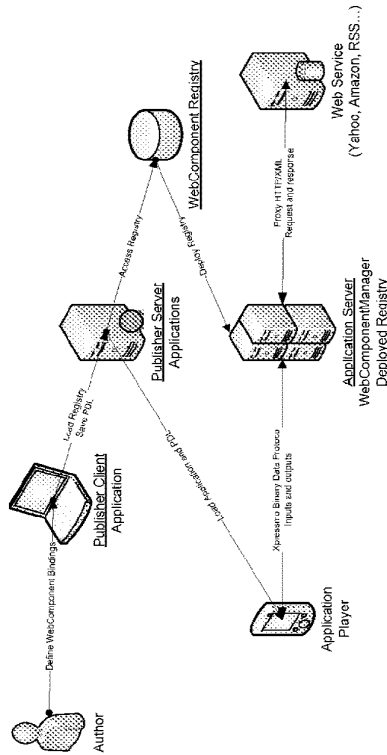 Author
Define WebComponent Bindings
Publisher Client
Application
Load Registry
Save PDL
Publisher Server
Applications
Access Registry
WebComponent Registry
Deploy Registry
Load Application and PDL
Application
Player
Xpressmo Binary Data Protocol
Inputs and outputs
Application Server
WebComponentManager
Deployed Registry
Proxy HTTP/XML
Request and response
Web Service
(Yahoo, Amazon, RSS...)